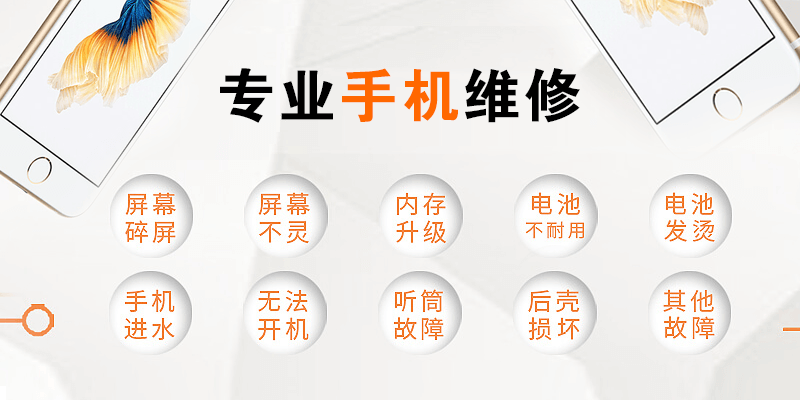 专业手机维修
屏幕
碎屏
屏幕
不灵
内存
升级
电池
不耐用
电池
发烫
手机
进水
无法
开机
听筒
故障
后壳
损坏
其他
故障